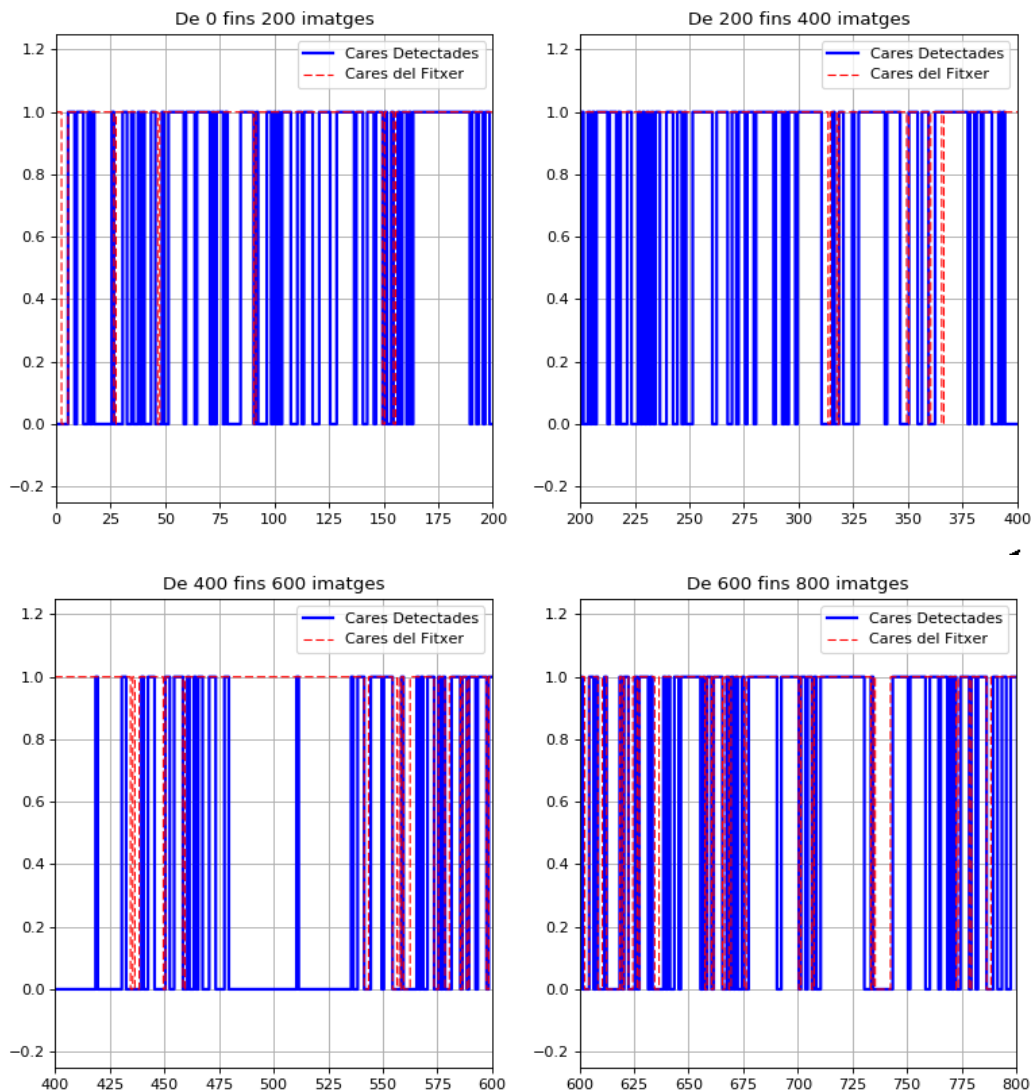 De 0 fins 200 imatges
1.2
1.0
0.8
0.6
0.4
0.2
0.0
−0.2
0 25 50 75 100 125 150 175 200
Cares Detectades
Cares del Fitxer
De 200 fins 400 imatges
1.2
1.0
0.8
0.6
0.4
0.2
0.0
−0.2
200 225 250 275 300 325 350 375 400
Cares Detectades
Cares del Fitxer
De 400 fins 600 imatges
1.2
1.0
0.8
0.6
0.4
0.2
0.0
−0.2
400 425 450 475 500 525 550 575 600
Cares Detectades
Cares del Fitxer
De 600 fins 800 imatges
1.2
1.0
0.8
0.6
0.4
0.2
0.0
−0.2
600 625 650 675 700 725 750 775 800
Cares Detectades
Cares del Fitxer